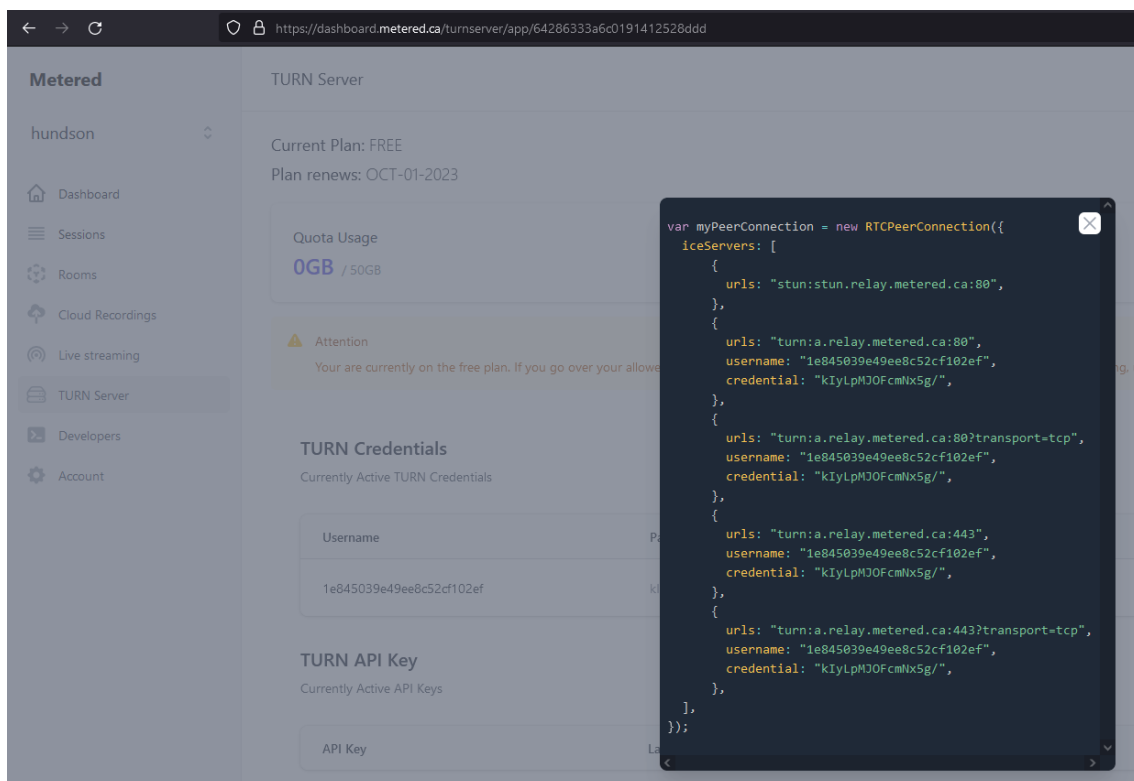 https://dashboard.metered.ca/turnserver/app/64286333a6c0191412528ddd
Metered
hundson
Dashboard
Sessions
Rooms
Cloud Recordings
Live streaming
TURN Server
Developers
Account
TURN Server
Current Plan: FREE
Plan renews: OCT-01-2023
Quota Usage
0GB / 50GB
Attention
Your are currently on the free plan. If you go over your
TURN Credentials
Currently Active TURN Credentials
Username
1e845039e49ee8c52cf102ef
TURN API Key
Currently Active API Keys
API Key
var myPeerConnection = new RTCPeerConnection({
iceServers: [
{
urls: "stun:stun.relay.metered.ca:80",
},
{
urls: "turn:a.relay.metered.ca:80",
username: "1e845039e49ee8c52cf102ef",
credential: "kIyLpMJOFcmNx5g/",
},
{
urls: "turn:a.relay.metered.ca:80?transport=tcp",
username: "1e845039e49ee8c52cf102ef",
credential: "kIyLpMJOFcmNx5g/",
},
{
urls: "turn:a.relay.metered.ca:443",
username: "1e845039e49ee8c52cf102ef",
credential: "kIyLpMJOFcmNx5g/",
},
{
urls: "turn:a.relay.metered.ca:443?transport=tcp",
username: "1e845039e49ee8c52cf102ef",
credential: "kIyLpMJOFcmNx5g/",
},
],
});